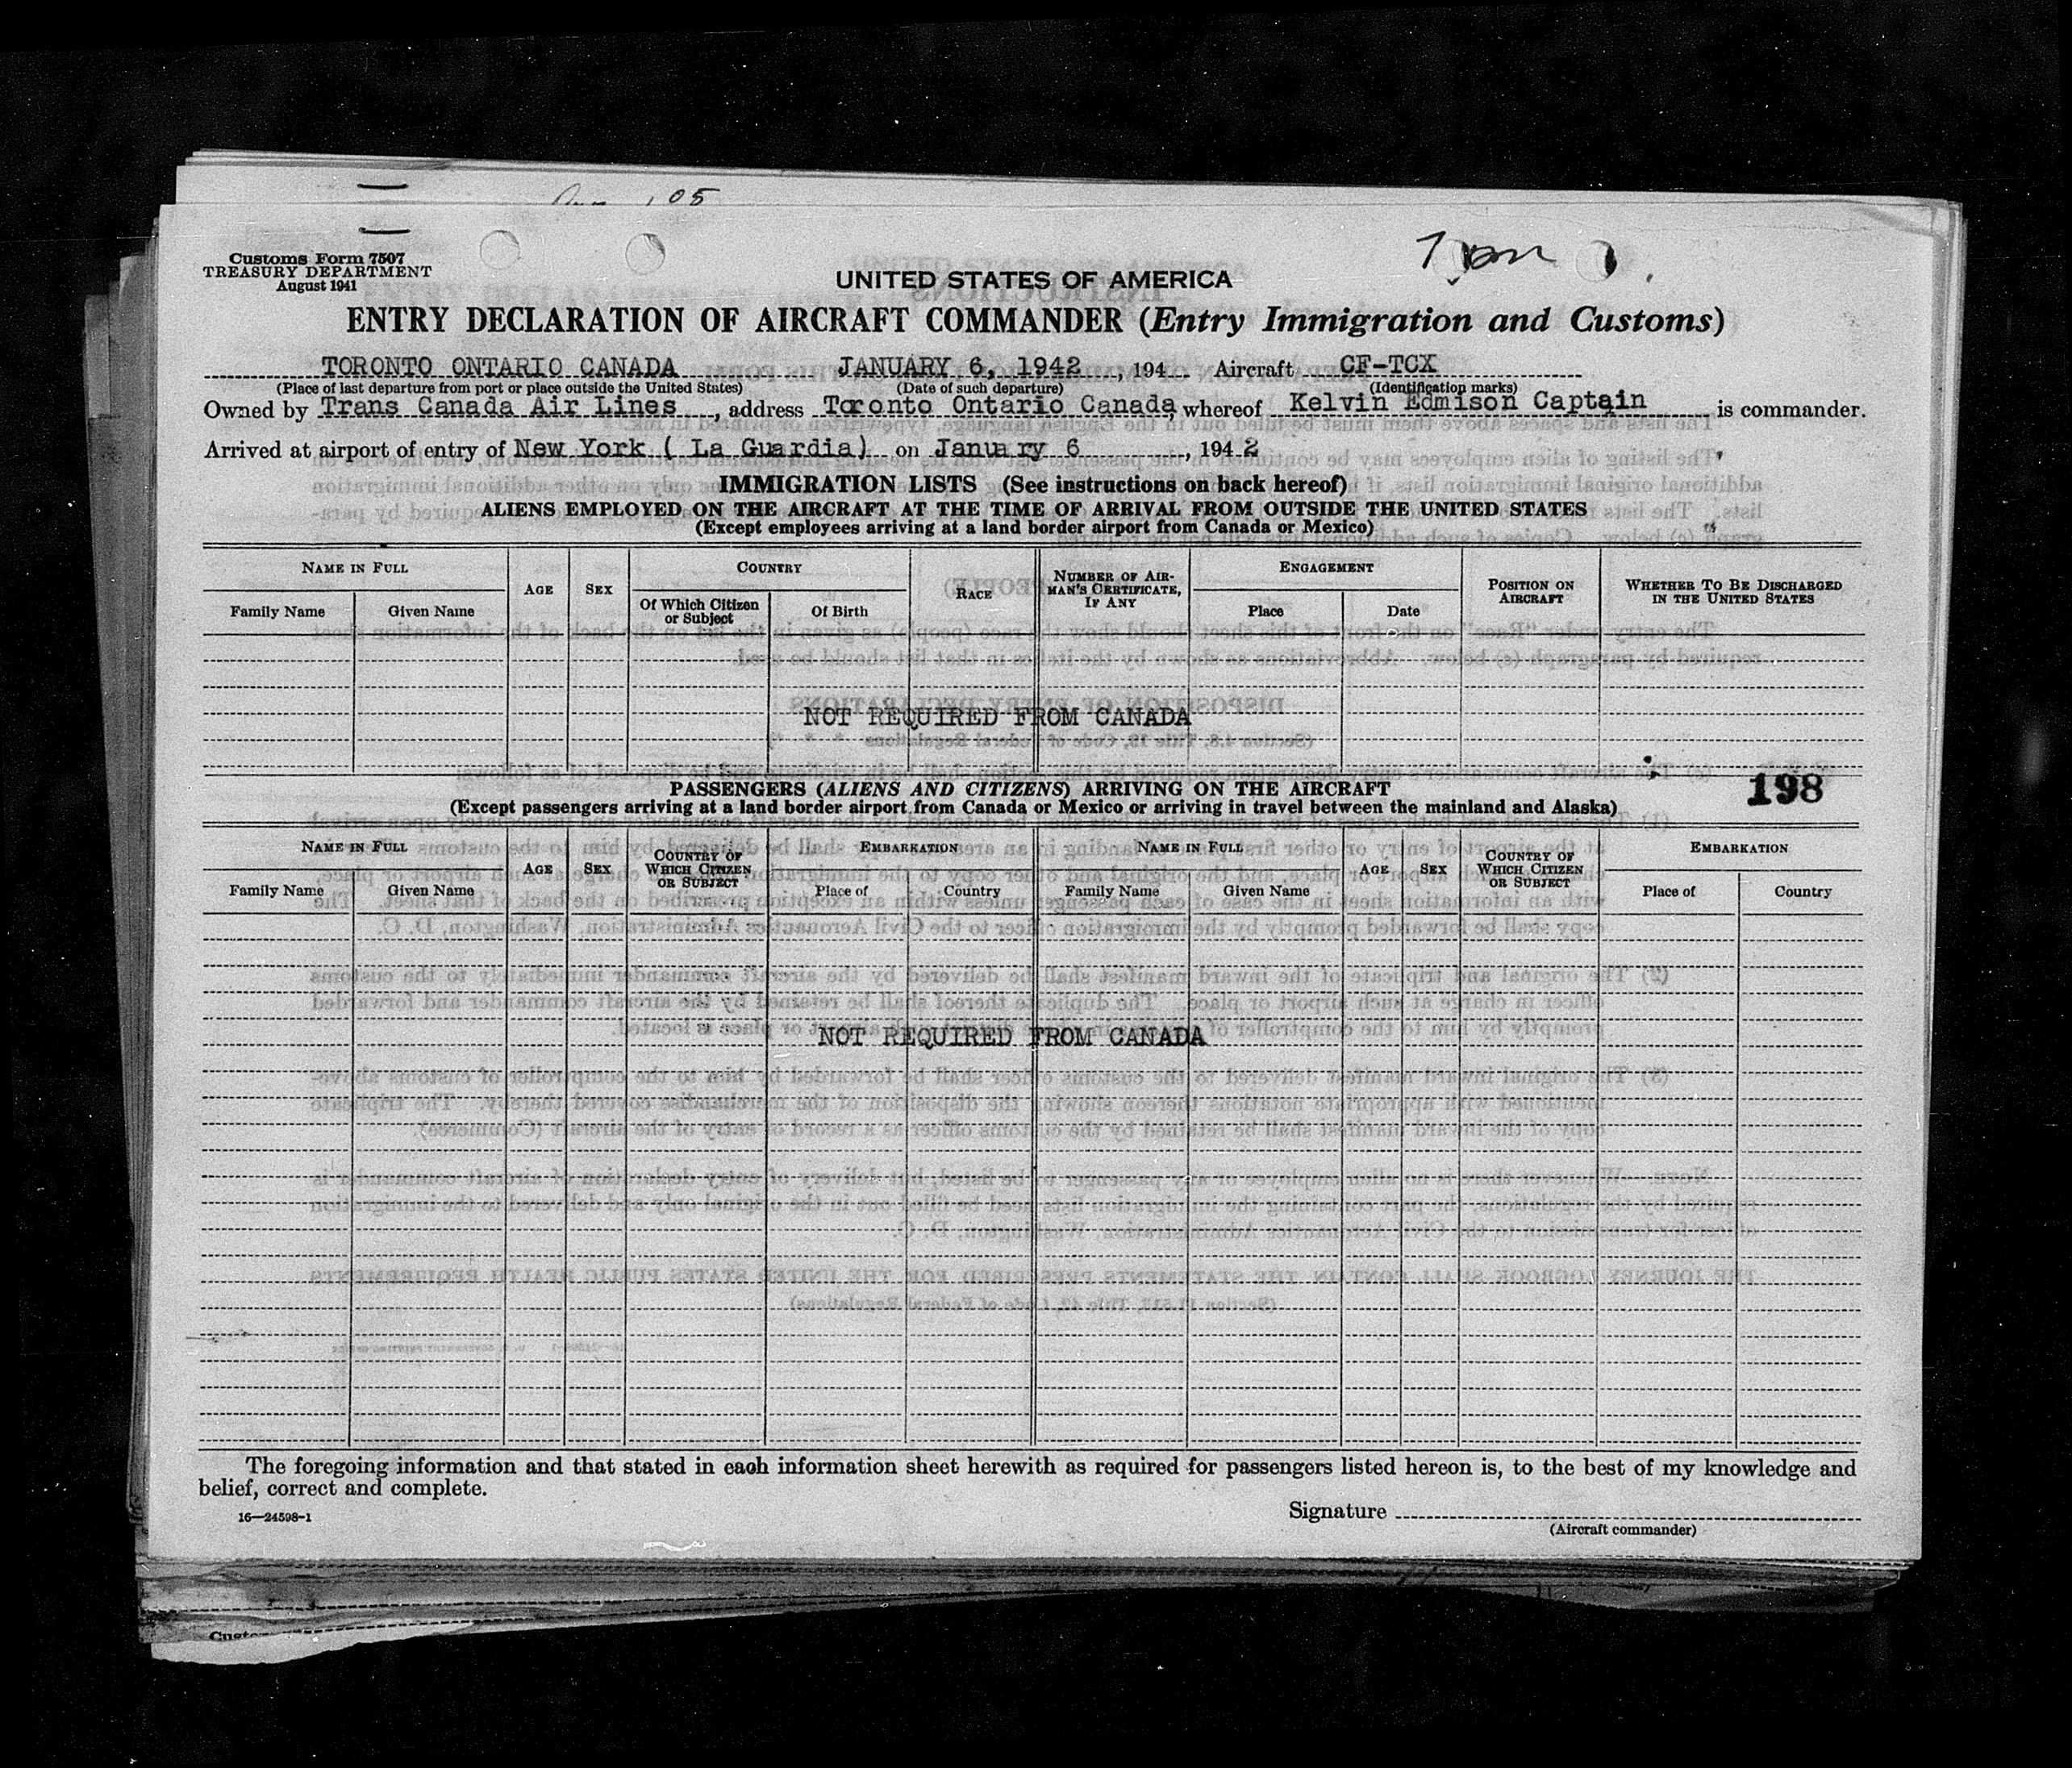 05
Customs Form 7507
TREASURY DEPARTMENT
August 1941
UNITED STATES OF AMERICA
ENTRY DECLARATION OF AIRCRAFT COMMANDER (Entry Immigration and Customs)
TORONTO ONTARIO CANADA JANUARY 6, 1942, 194 Aircraft CF-TCX
(Place of last departure from port or place outside the United States) (Date of such departure) (Identification marks)
Owned by Trans Canada Air Lines, address Toronto Ontario Canada whereof Kelvin Edmison Captain is commander.
Arrived at airport of entry of New York ( La Guardia) on January 6, 1942
IMMIGRATION LISTS (See instructions on back hereof)
ALIENS EMPLOYED ON THE AIRCRAFT AT THE TIME OF ARRIVAL FROM OUTSIDE THE UNITED STATES
(Except employees arriving at a land border airport from Canada or Mexico)
NAME IN FULL AGE SEX COUNTRY RACE NUMBER OF AIRMAN'S CERTIFICATE, IF ANY ENGAGEMENT POSITION ON AIRCRAFT WHETHER TO BE DISCHARGED IN THE UNITED STATES
Family Name Given Name Of Which Citizen or Subject Of Birth Place Date
NOT REQUIRED FROM CANADA
PASSENGERS (ALIENS AND CITIZENS) ARRIVING ON THE AIRCRAFT
198
(Except passengers arriving at a land border airport from Canada or Mexico or arriving in travel between the mainland and Alaska)
NAME IN FULL AGE SEX COUNTRY OF WHICH CITIZEN OR SUBJECT EMBARKATION NAME IN FULL AGE SEX COUNTRY OF WHICH CITIZEN OR SUBJECT EMBARKATION
Family Name Given Name Place of Country Family Name Given Name Place of Country
NOT REQUIRED FROM CANADA
The foregoing information and that stated in each information sheet herewith as required for passengers listed hereon is, to the best of my knowledge and
belief, correct and complete.
16—24598-1
Signature
(Aircraft commander)